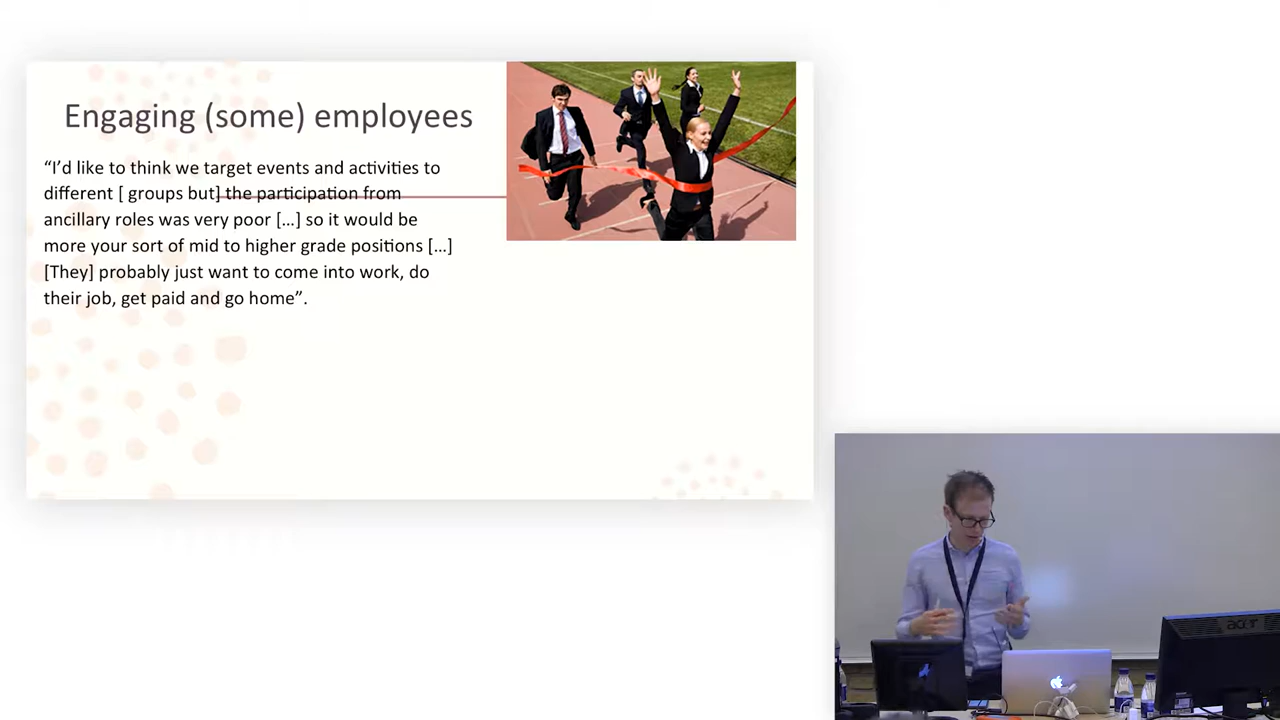 Engaging (some) employees
“I’d like to think we target events and activities to
different [ groups but] the participation from
ancillary roles was very poor […] so it would be
more your sort of mid to higher grade positions […]
[They] probably just want to come into work, do
their job, get paid and go home”.
acer